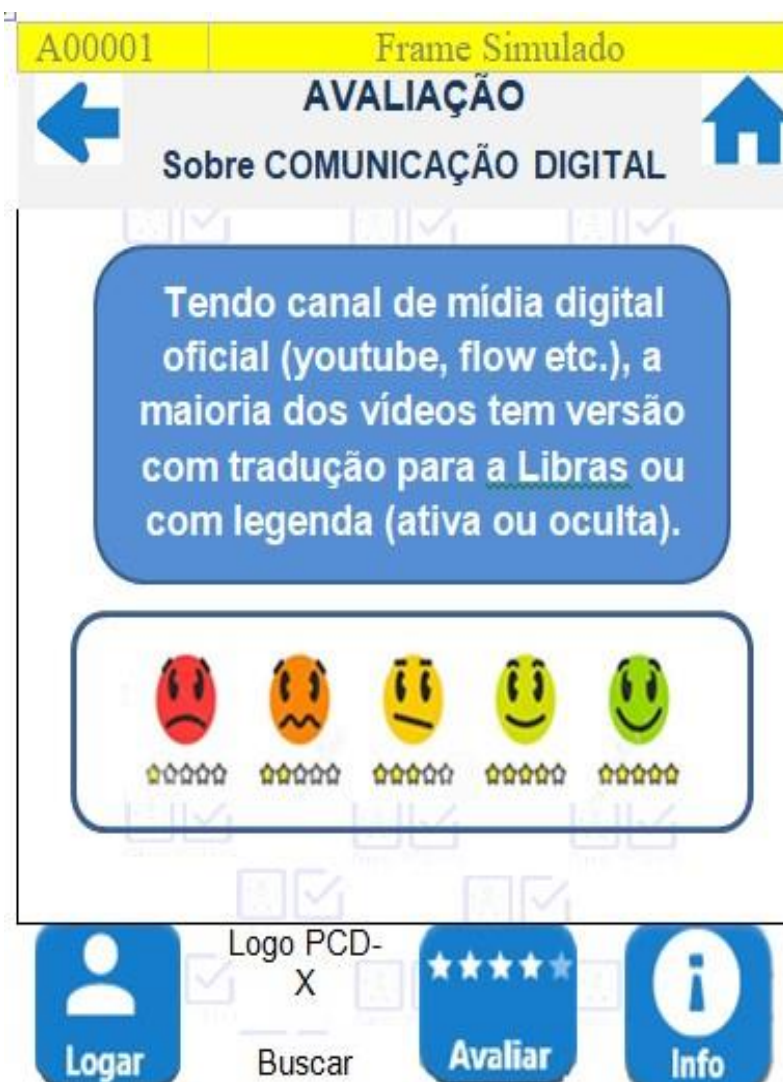 A00001 Frame Simulado
AVALIAÇÃO
Sobre COMUNICAÇÃO DIGITAL
Tendo canal de mídia digital
oficial (youtube, flow etc.), a
maioria dos vídeos tem versão
com tradução para a Libras ou
com legenda (ativa ou oculta).
Logo PCD-
X
Logar
Buscar
Avaliar
Info